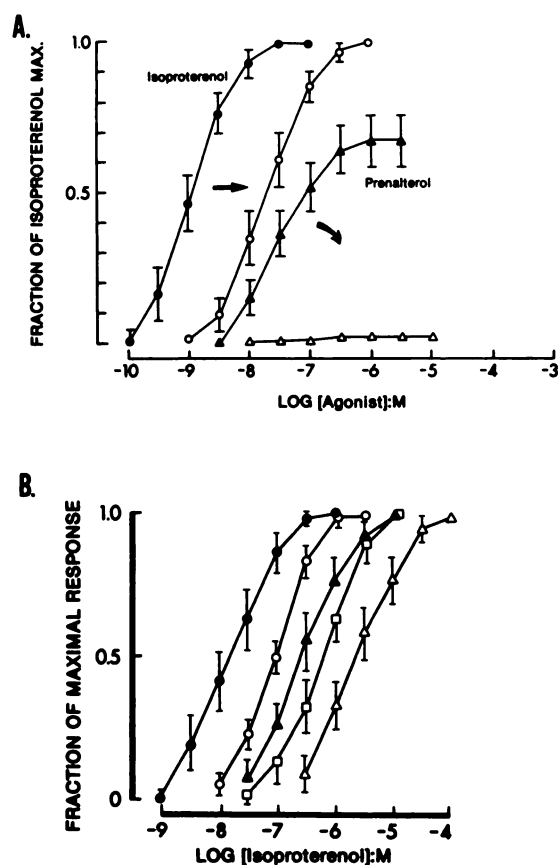 A.
FRACTION OF ISOPROTERENOL MAX.
1.0
0.5
Isoproterenol
Prenalterol
-10 -9 -8 -7 -6 -5 -4 -3
LOG [Agonist]:M
B.
FRACTION OF MAXIMAL RESPONSE
1.0
0.5
0
-9 -8 -7 -6 -5 -4
LOG [Isoproterenol]:M